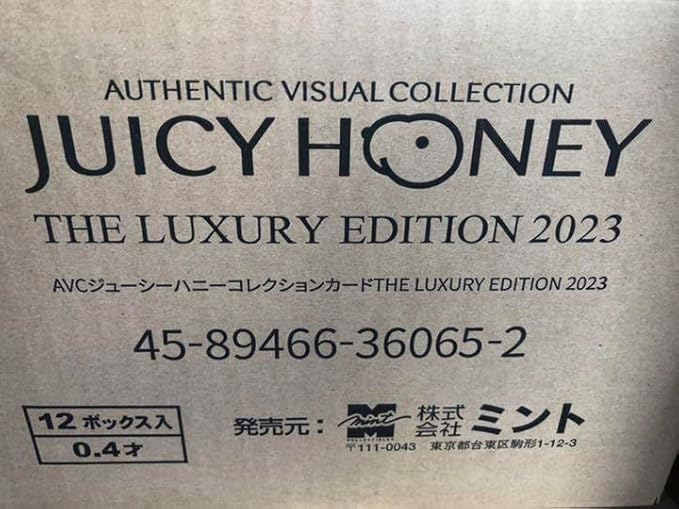 AUTHENTIC VISUAL COLLECTION
JUICY HONEY
THE LUXURY EDITION 2023
AVCジューシーハニーコレクションカードTHE LUXURY EDITION 2023
45-89466-36065-2
12 ボックス入
0.4才
発売元: mint 株式会社 ミント
〒111-0043 東京都台東区駒形1-12-3